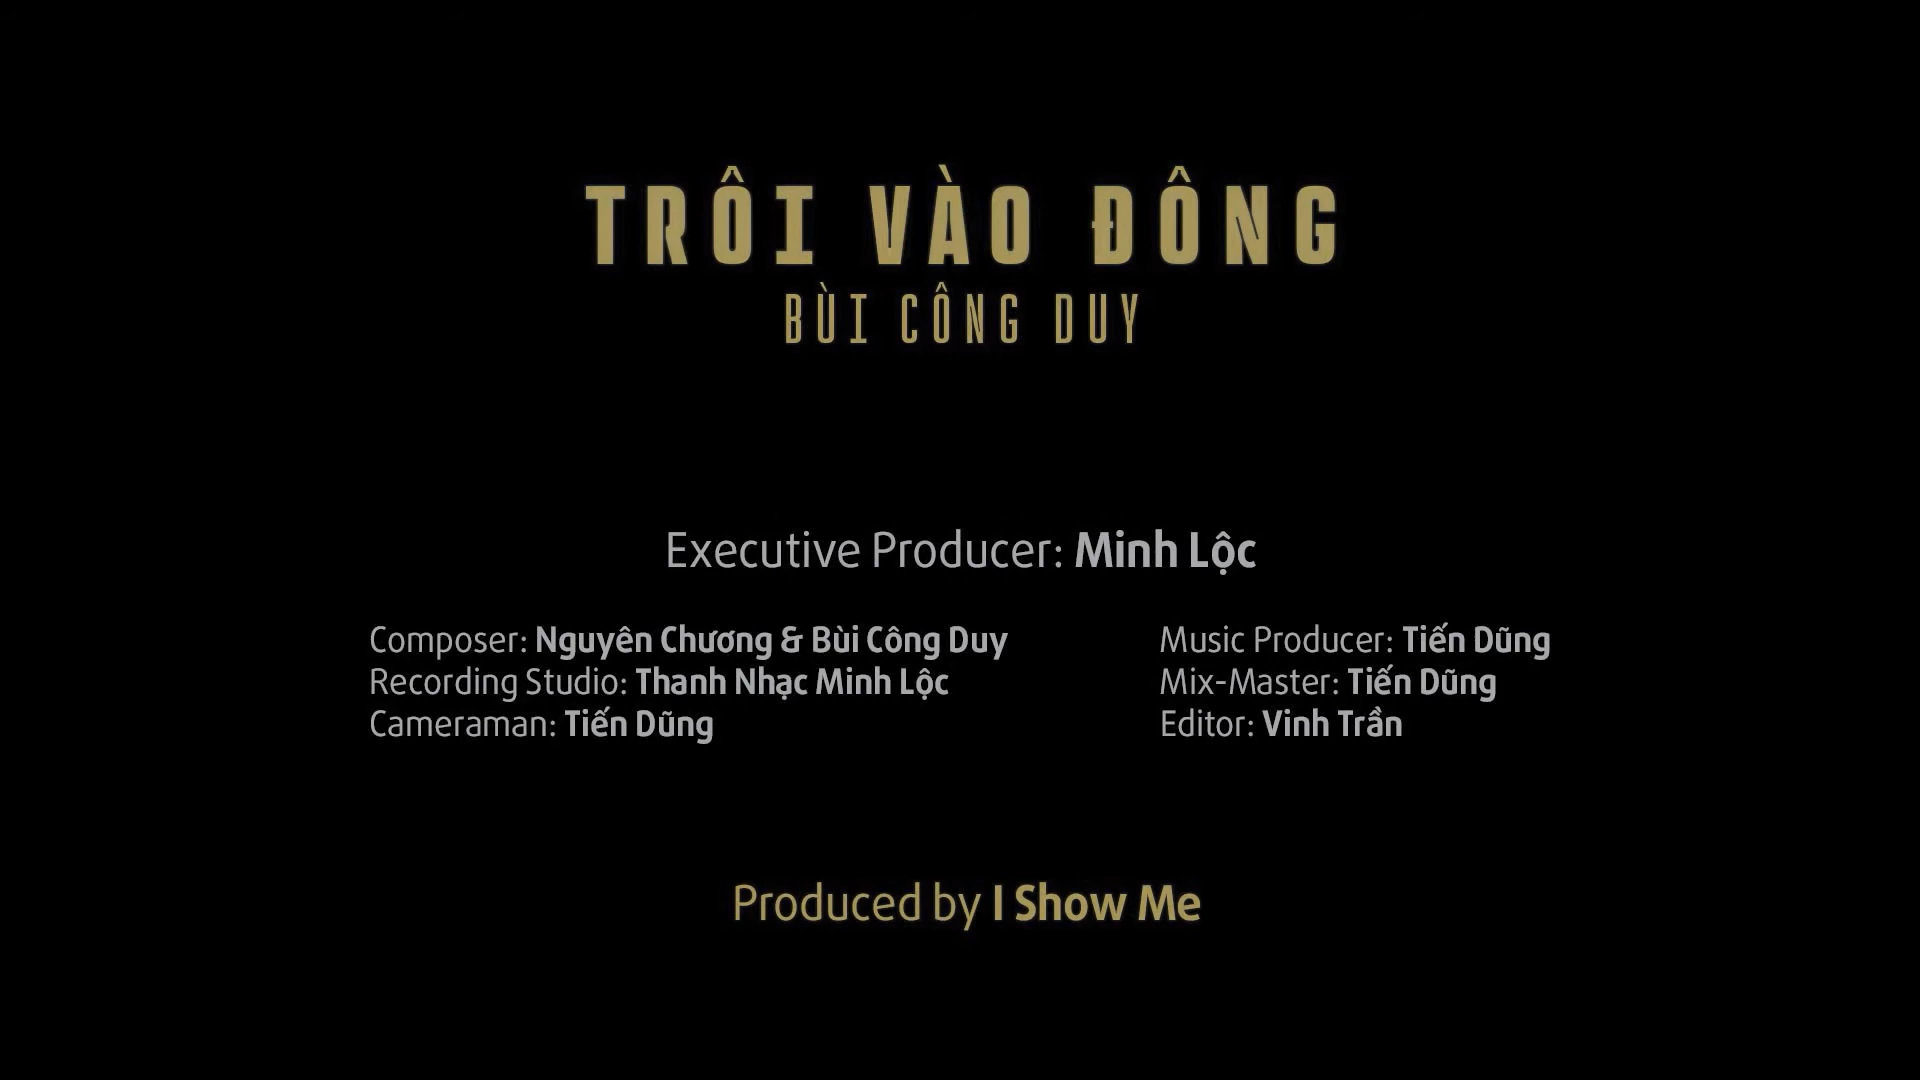 TRÔI VÀO ĐÔNG
BÙI CÔNG DUY
Executive Producer: Minh Lộc
Composer: Nguyên Chương & Bùi Công Duy
Recording Studio: Thanh Nhạc Minh Lộc
Cameraman: Tiến Dũng
Music Producer: Tiến Dũng
Mix-Master: Tiến Dũng
Editor: Vinh Trần
Produced by I Show Me